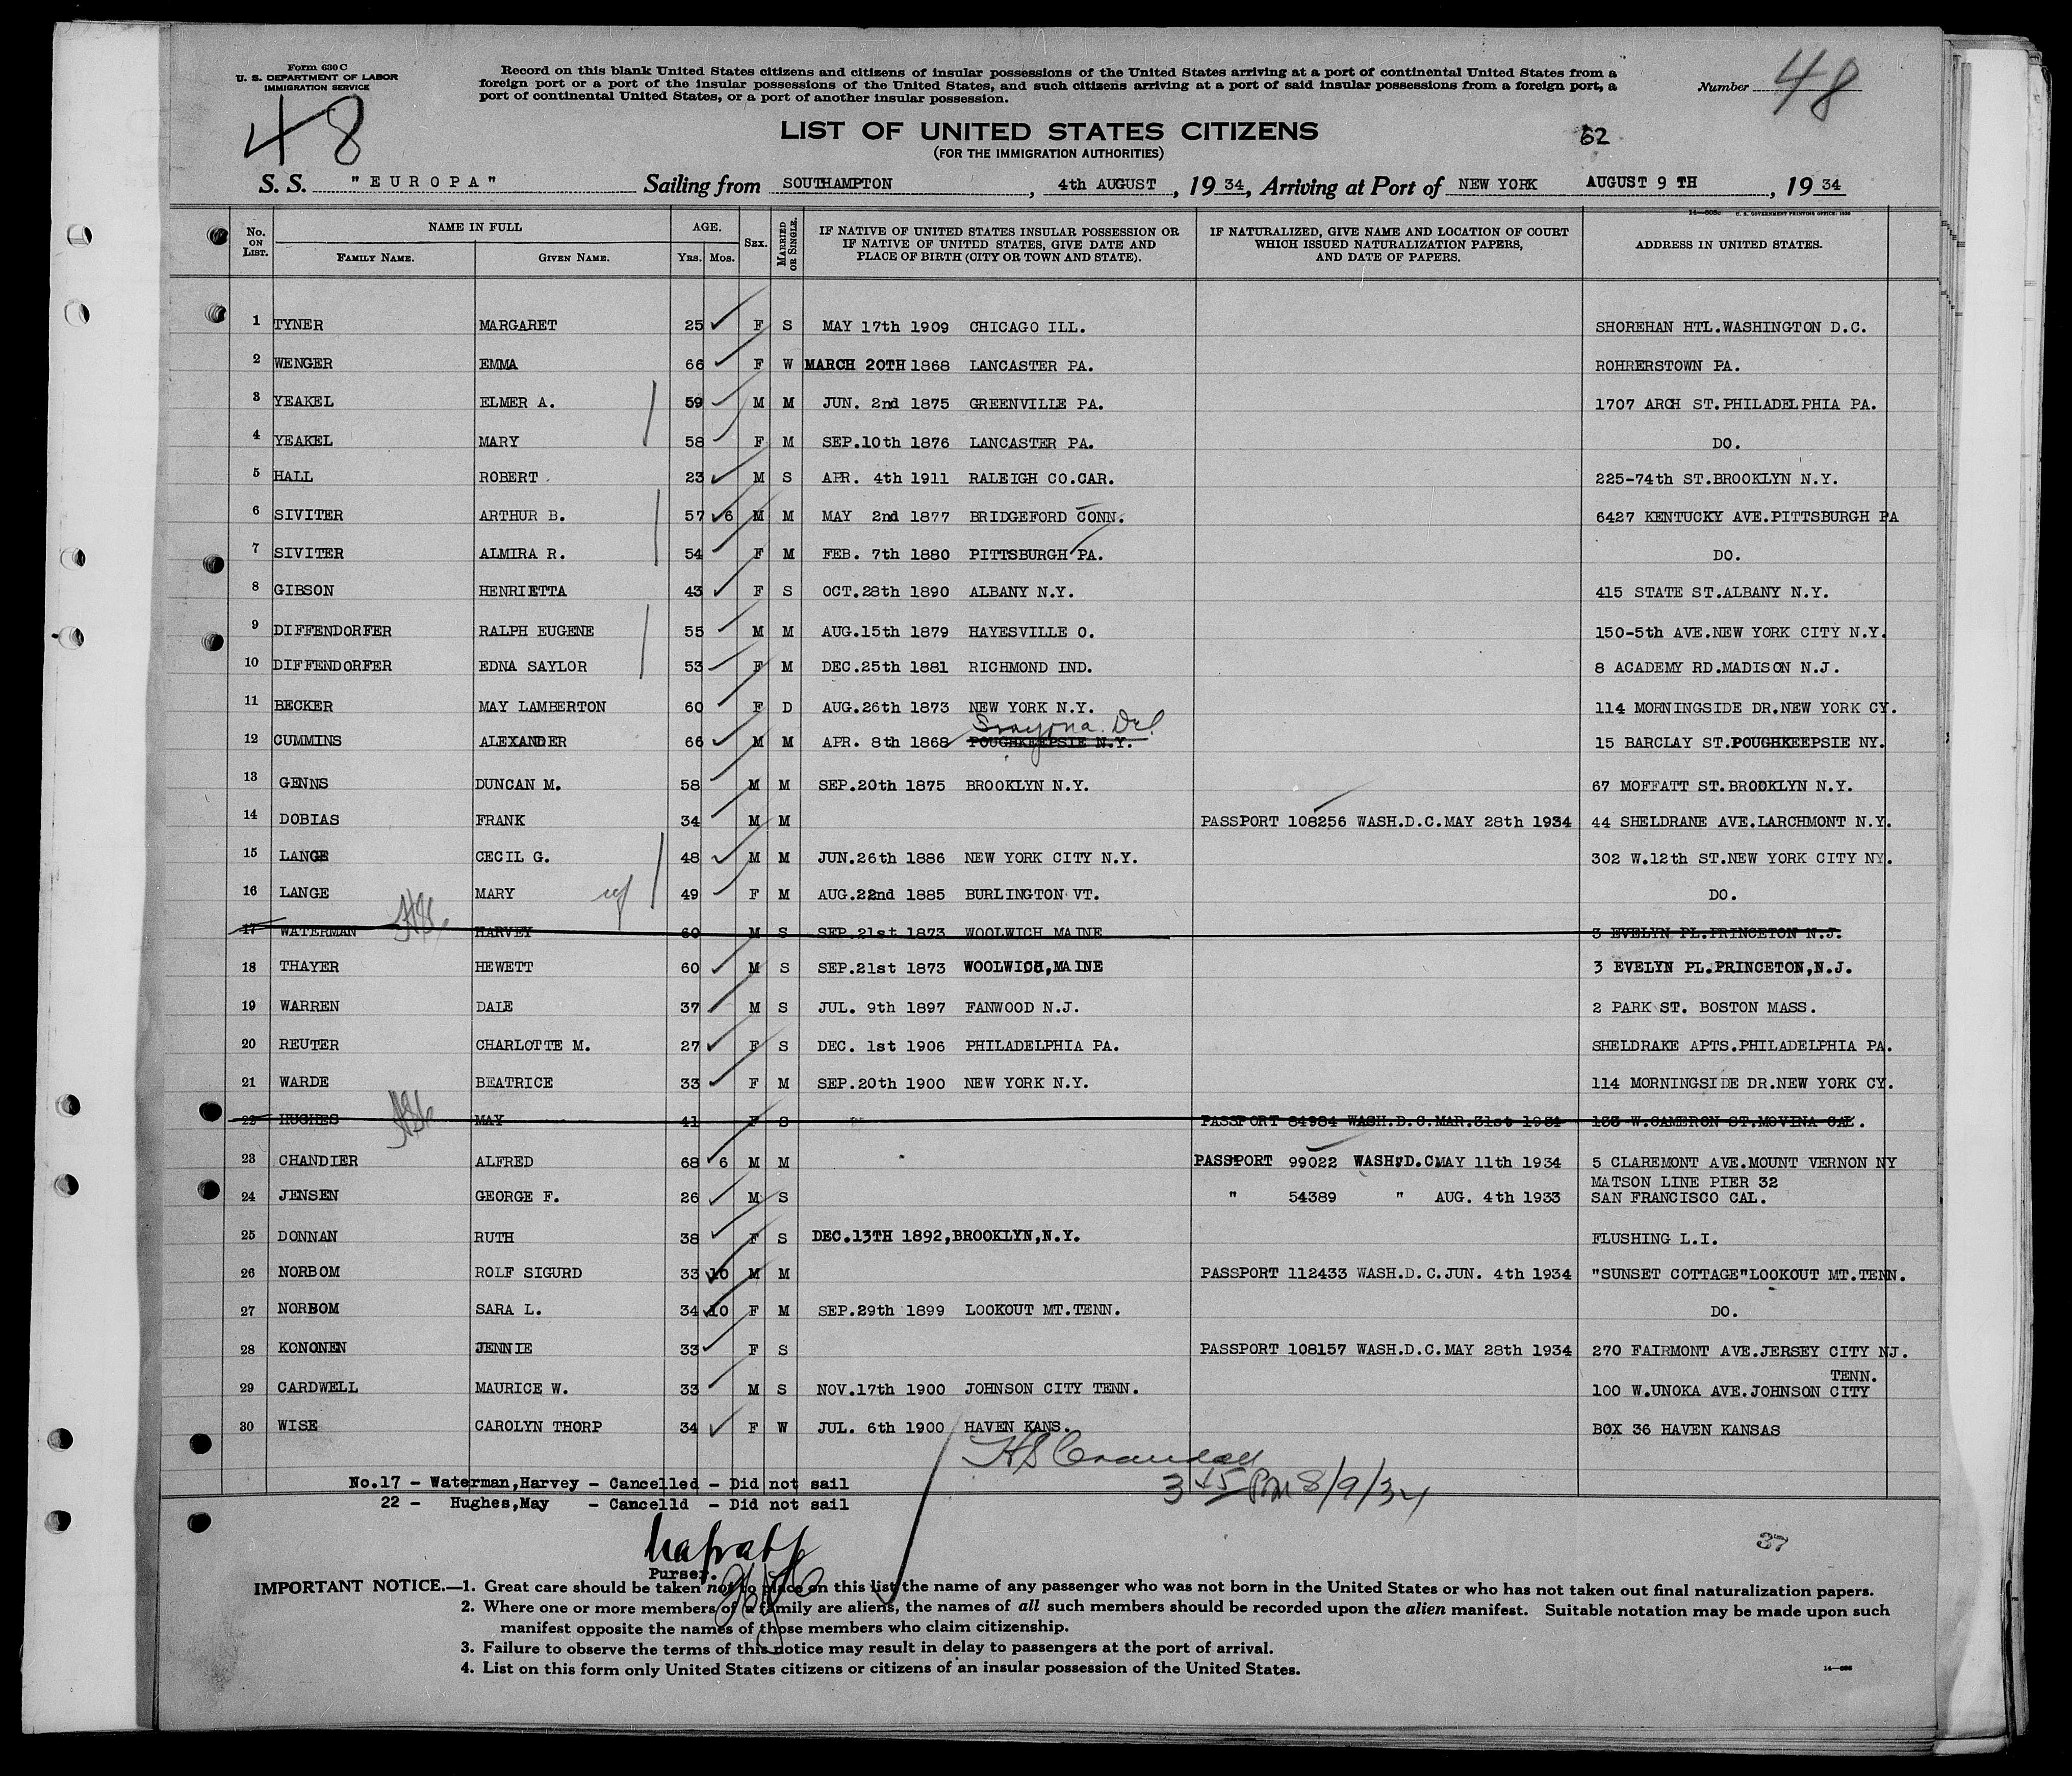 Form 630 C
U. S. DEPARTMENT OF LABOR
IMMIGRATION SERVICE
48
Record on this blank United States citizens and citizens of insular possessions of the United States arriving at a port of continental United States from a
foreign port or a port of the insular possessions of the United States, and such citizens arriving at a port of said insular possessions from a foreign port, a
port of continental United States, or a port of another insular possession.
Number 48
LIST OF UNITED STATES CITIZENS
(FOR THE IMMIGRATION AUTHORITIES)
62
S. S. "EUROPA" Sailing from SOUTHAMPTON, 4th AUGUST, 1934, Arriving at Port of NEW YORK AUGUST 9 TH, 1934
No. ON LIST. NAME IN FULL FAMILY NAME. GIVEN NAME. AGE. YRS. MOS. SEX. MARRIED OR SINGLE. IF NATIVE OF UNITED STATES INSULAR POSSESSION OR IF NATIVE OF UNITED STATES, GIVE DATE AND PLACE OF BIRTH (CITY OR TOWN AND STATE). IF NATURALIZED, GIVE NAME AND LOCATION OF COURT WHICH ISSUED NATURALIZATION PAPERS, AND DATE OF PAPERS. ADDRESS IN UNITED STATES.
1 TYNER MARGARET 25 F S MAY 17th 1909 CHICAGO ILL. SHOREHAN HTL.WASHINGTON D.C.
2 WENGER EMMA 66 F W MARCH 20TH 1868 LANCASTER PA. ROHRERSTOWN PA.
3 YEAKEL ELMER A. 59 M M JUN. 2nd 1875 GREENVILLE PA. 1707 ARCH ST.PHILADELPHIA PA.
4 YEAKEL MARY 58 F M SEP.10th 1876 LANCASTER PA. DO.
5 HALL ROBERT 23 M S APR. 4th 1911 RALEIGH CO.CAR. 225-74th ST.BROOKLYN N.Y.
6 SIVITER ARTHUR B. 57 6 M M MAY 2nd 1877 BRIDGEFORD CONN. 6427 KENTUCKY AVE.PITTSBURGH PA
7 SIVITER ALMIRA R. 54 F M FEB. 7th 1880 PITTSBURGH PA. DO.
8 GIBSON HENRIETTA 43 F S OCT.28th 1890 ALBANY N.Y. 415 STATE ST.ALBANY N.Y.
9 DIFFENDORFER RALPH EUGENE 55 M M AUG.15th 1879 HAYESVILLE O. 150-5th AVE.NEW YORK CITY N.Y.
10 DIFFENDORFER EDNA SAYLOR 53 F M DEC.25th 1881 RICHMOND IND. 8 ACADEMY RD.MADISON N.J.
11 BECKER MAY LAMBERTON 60 F D AUG.26th 1873 NEW YORK N.Y. 114 MORNINGSIDE DR.NEW YORK CY.
Smyrna. Del.
12 CUMMINS ALEXANDER 66 M M APR. 8th 1868 POUGHKEEPSIE N.Y. 15 BARCLAY ST.POUGHKEEPSIE NY.
13 GENNS DUNCAN M. 58 M M SEP.20th 1875 BROOKLYN N.Y. 67 MOFFATT ST.BROOKLYN N.Y.
14 DOBIAS FRANK 34 M M PASSPORT 108256 WASH.D.C.MAY 28th 1934 44 SHELDRANE AVE.LARCHMONT N.Y.
15 LANGE CECIL G. 48 M M JUN.26th 1886 NEW YORK CITY N.Y. 302 W.12th ST.NEW YORK CITY NY.
16 LANGE MARY 49 F M AUG.22nd 1885 BURLINGTON VT. DO.
17 WATERMAN HARVEY 60 M S SEP.21st 1873 WOOLWICH MAINE 3 EVELYN PL.PRINCETON N.J.
18 THAYER HEWETT 60 M S SEP.21st 1873 WOOLWICH,MAINE 3 EVELYN PL.PRINCETON,N.J.
19 WARREN DALE 37 M S JUL. 9th 1897 FANWOOD N.J. 2 PARK ST. BOSTON MASS.
20 REUTER CHARLOTTE M. 27 F S DEC. 1st 1906 PHILADELPHIA PA. SHELDRAKE APTS.PHILADELPHIA PA.
21 WARDE BEATRICE 33 F M SEP.20th 1900 NEW YORK N.Y. 114 MORNINGSIDE DR.NEW YORK CY.
22 HUGHES MAY 41 F S PASSPORT 84984 WASH.D.C.MAR.31st 1934 133 W.CAMERON ST.MOVINA CAL.
23 CHANDIER ALFRED 68 6 M M PASSPORT 99022 WASH.D.C.MAY 11th 1934 5 CLAREMONT AVE.MOUNT VERNON NY
MATSON LINE PIER 32
24 JENSEN GEORGE F. 26 M S " 54389 " AUG. 4th 1933 SAN FRANCISCO CAL.
25 DONNAN RUTH 38 F S DEC.13TH 1892,BROOKLYN,N.Y. FLUSHING L.I.
26 NORBOM ROLF SIGURD 33 10 M M PASSPORT 112433 WASH.D.C.JUN. 4th 1934 "SUNSET COTTAGE"LOOKOUT MT.TENN.
27 NORBOM SARA L. 34 10 F M SEP.29th 1899 LOOKOUT MT.TENN. DO.
28 KONONEN JENNIE 33 F S PASSPORT 108157 WASH.D.C.MAY 28th 1934 270 FAIRMONT AVE.JERSEY CITY NJ.
TENN.
29 CARDWELL MAURICE W. 33 M S NOV.17th 1900 JOHNSON CITY TENN. 100 W.UNOKA AVE.JOHNSON CITY
30 WISE CAROLYN THORP 34 F W JUL. 6th 1900 HAVEN KANS. BOX 36 HAVEN KANSAS
HS Crandall
3 45 PM 8/9/34
No.17 - Waterman,Harvey - Cancelled - Did not sail
22 - Hughes,May - Cancelld - Did not sail
Purser.
37
IMPORTANT NOTICE.—1. Great care should be taken not to place on this list the name of any passenger who was not born in the United States or who has not taken out final naturalization papers.
2. Where one or more members of a family are aliens, the names of all such members should be recorded upon the alien manifest. Suitable notation may be made upon such
manifest opposite the names of those members who claim citizenship.
3. Failure to observe the terms of this notice may result in delay to passengers at the port of arrival.
4. List on this form only United States citizens or citizens of an insular possession of the United States.